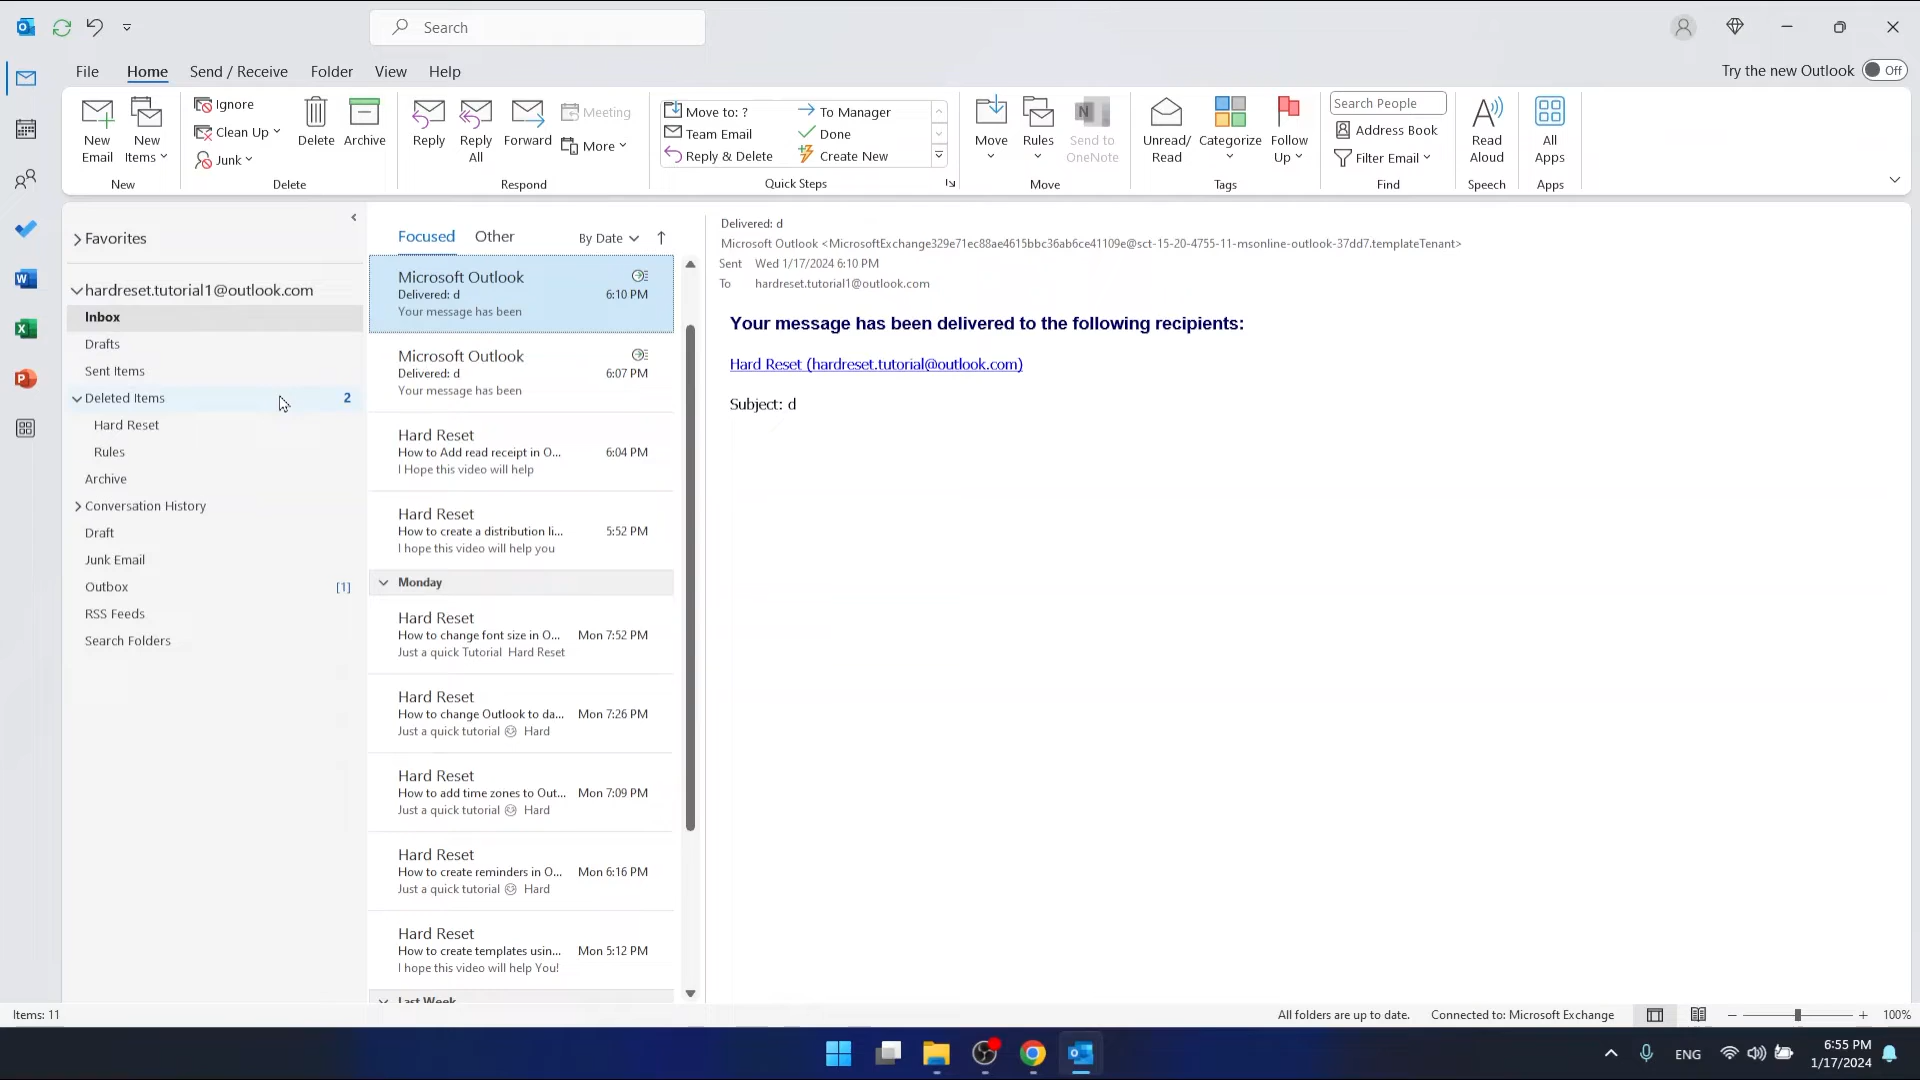 Search
File Home Send / Receive Folder View Help
Try the new Outlook Off
New Email
New Items
New
Ignore
Clean Up
Junk
Delete
Archive
Delete
Reply
Reply All
Forward
Meeting
More
Respond
Move to: ?
Team Email
Reply & Delete
To Manager
Done
Create New
Quick Steps
Move
Rules
Send to OneNote
Move
Unread/ Read
Categorize
Follow Up
Tags
Search People
Address Book
Filter Email
Find
Read Aloud
Speech
All Apps
Apps
Favorites
hardreset.tutorial1@outlook.com
Inbox
Drafts
Sent Items
Deleted Items 2
Hard Reset
Rules
Archive
Conversation History
Draft
Junk Email
Outbox [1]
RSS Feeds
Search Folders
Focused Other By Date
Microsoft Outlook
Delivered: d 6:10 PM
Your message has been
Microsoft Outlook
Delivered: d 6:07 PM
Your message has been
Hard Reset
How to Add read receipt in O... 6:04 PM
I Hope this video will help
Hard Reset
How to create a distribution li... 5:52 PM
I hope this video will help you
Monday
Hard Reset
How to change font size in O... Mon 7:52 PM
Just a quick Tutorial Hard Reset
Hard Reset
How to change Outlook to da... Mon 7:26 PM
Just a quick tutorial ☺ Hard
Hard Reset
How to add time zones to Out... Mon 7:09 PM
Just a quick tutorial ☺ Hard
Hard Reset
How to create reminders in O... Mon 6:16 PM
Just a quick tutorial ☺ Hard
Hard Reset
How to create templates usin... Mon 5:12 PM
I hope this video will help You!
Last Week
Delivered: d
Microsoft Outlook <MicrosoftExchange329e71ec88ae4615bbc36ab6ce41109e@sct-15-20-4755-11-msonline-outlook-37dd7.templateTenant>
Sent Wed 1/17/2024 6:10 PM
To hardreset.tutorial1@outlook.com
Your message has been delivered to the following recipients:
Hard Reset (hardreset.tutorial@outlook.com)
Subject: d
Items: 11
All folders are up to date. Connected to: Microsoft Exchange 100%
ENG
6:55 PM
1/17/2024